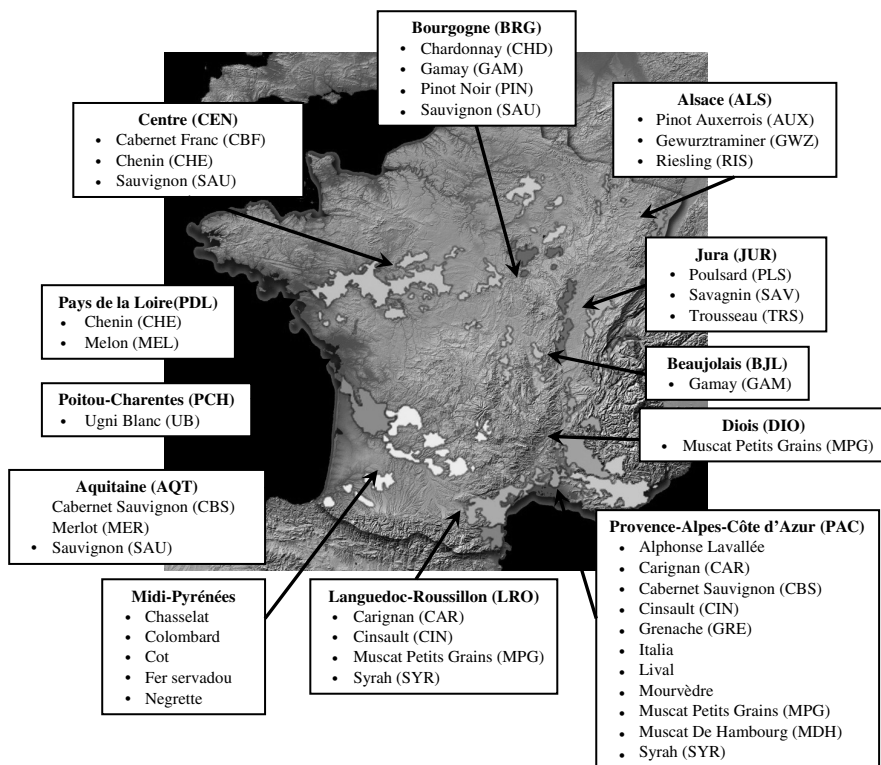 Bourgogne (BRG)
• Chardonnay (CHD)
• Gamay (GAM)
• Pinot Noir (PIN)
• Sauvignon (SAU)
Centre (CEN)
• Cabernet Franc (CBF)
• Chenin (CHE)
• Sauvignon (SAU)
Alsace (ALS)
• Pinot Auxerrois (AUX)
• Gewurztraminer (GWZ)
• Riesling (RIS)
Jura (JUR)
• Poulsard (PLS)
• Savagnin (SAV)
• Trousseau (TRS)
Pays de la Loire(PDL)
• Chenin (CHE)
• Melon (MEL)
Beaujolais (BJL)
• Gamay (GAM)
Poitou-Charentes (PCH)
• Ugni Blanc (UB)
Diois (DIO)
• Muscat Petits Grains (MPG)
Aquitaine (AQT)
Cabernet Sauvignon (CBS)
Merlot (MER)
• Sauvignon (SAU)
Midi-Pyrénées
• Chasselat
• Colombard
• Cot
• Fer servadou
• Negrette
Languedoc-Roussillon (LRO)
• Carignan (CAR)
• Cinsault (CIN)
• Muscat Petits Grains (MPG)
• Syrah (SYR)
Provence-Alpes-Côte d'Azur (PAC)
• Alphonse Lavallée
• Carignan (CAR)
• Cabernet Sauvignon (CBS)
• Cinsault (CIN)
• Grenache (GRE)
• Italia
• Lival
• Mourvèdre
• Muscat Petits Grains (MPG)
• Muscat De Hambourg (MDH)
• Syrah (SYR)